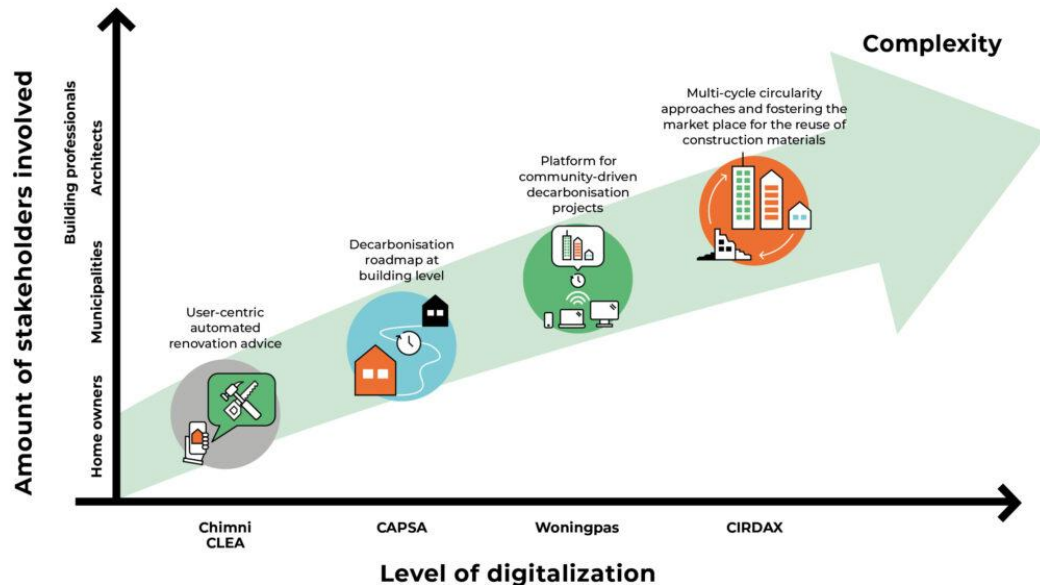 Complexity
Multi-cycle circularity
approaches and fostering the
market place for the reuse of
construction materials
Platform for
community-driven
decarbonisation
projects
Decarbonisation
roadmap at
building level
User-centric
automated
renovation advice
Amount of stakeholders involved
Building professionals
Architects
Municipalities
Home owners
Chimni
CLEA
CAPSA
Woningpas
CIRDAX
Level of digitalization